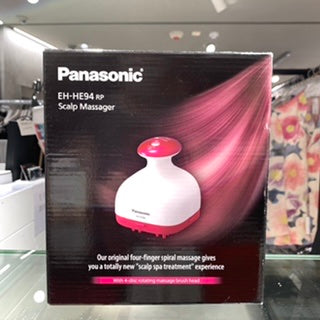 Panasonic
EH-HE94 RP
Scalp Massager
Panasonic
Our original four-finger spiral massage gives
you a totally new "scalp spa treatment" experience
With 4-disc rotating massage brush head